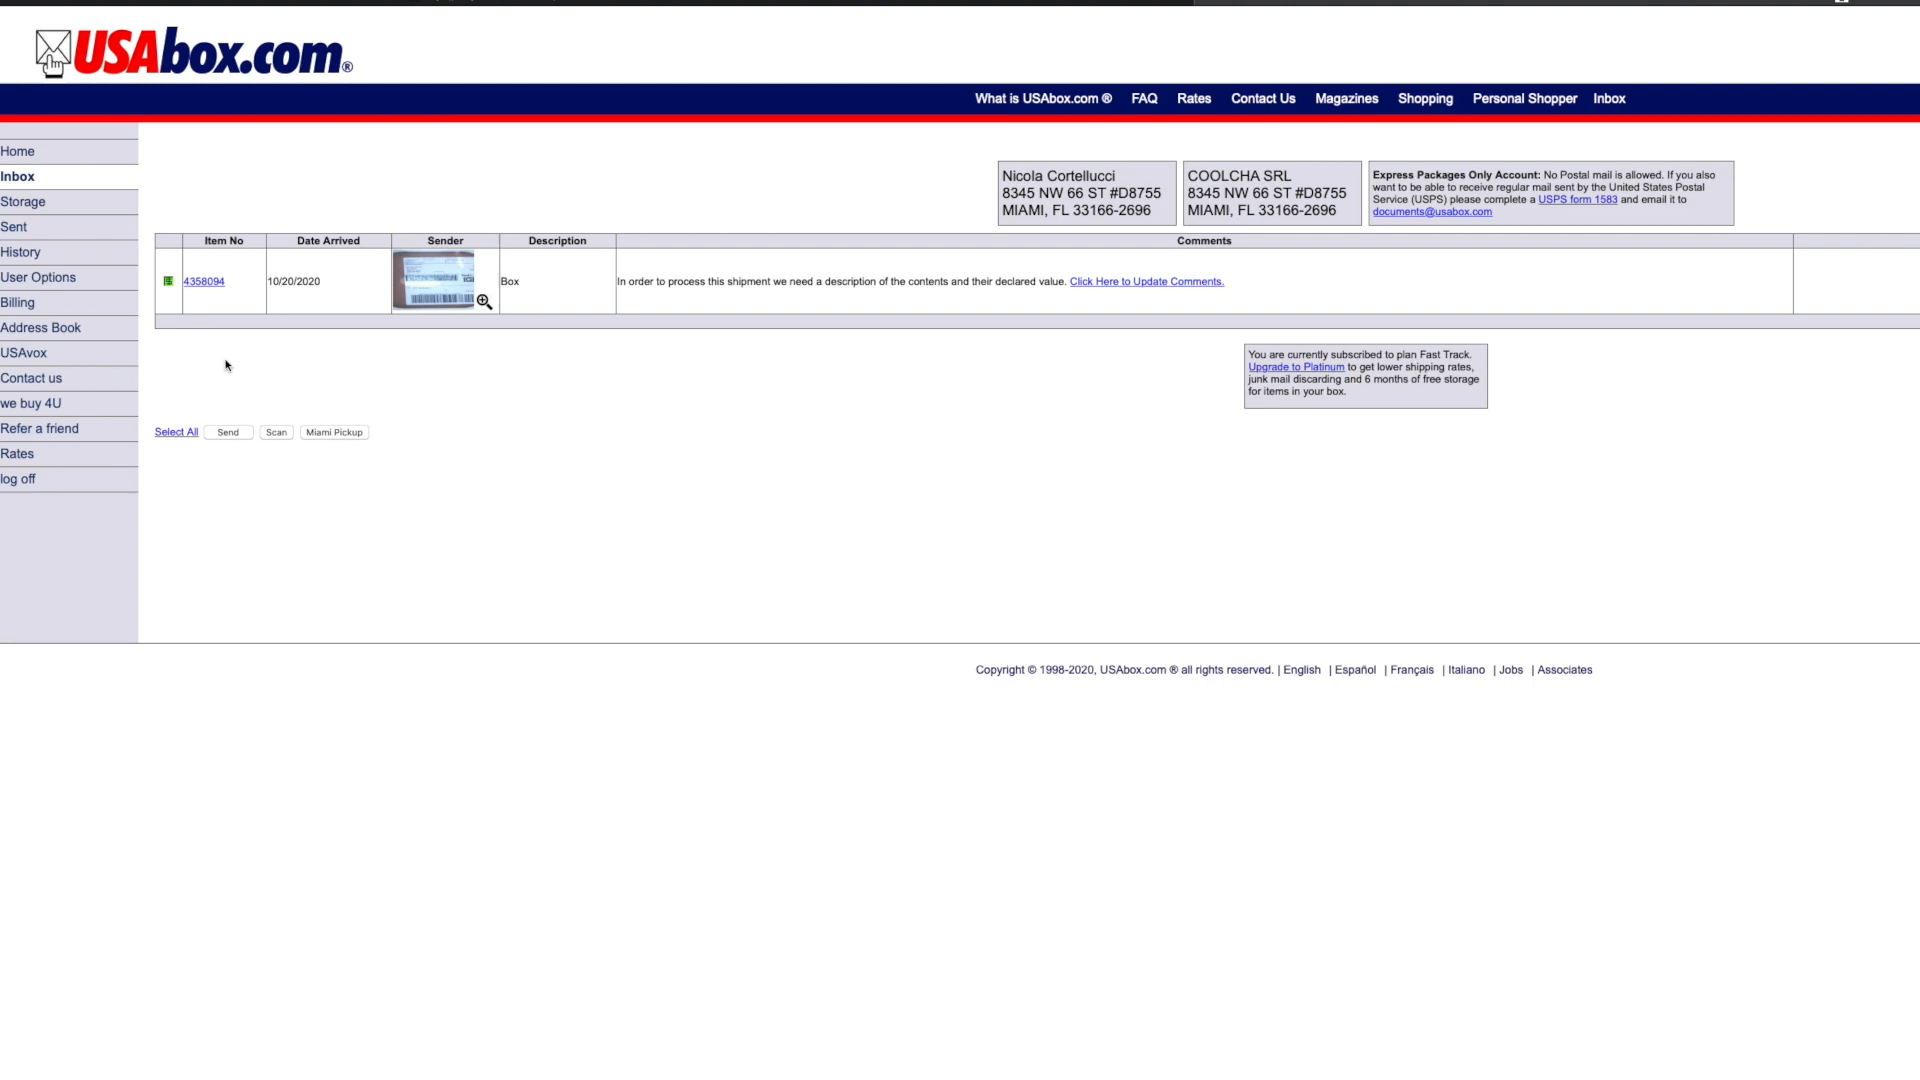 USAbox.com®
What is USAbox.com ® FAQ Rates Contact Us Magazines Shopping Personal Shopper Inbox
Home
Inbox
Storage
Sent
History
User Options
Billing
Address Book
USAvox
Contact us
we buy 4U
Refer a friend
Rates
log off
Nicola Cortellucci
8345 NW 66 ST #D8755
MIAMI, FL 33166-2696
COOLCHA SRL
8345 NW 66 ST #D8755
MIAMI, FL 33166-2696
Express Packages Only Account: No Postal mail is allowed. If you also
want to be able to receive regular mail sent by the United States Postal
Service (USPS) please complete a USPS form 1583 and email it to
documents@usabox.com
Item No Date Arrived Sender Description Comments
4358094 10/20/2020 Box In order to process this shipment we need a description of the contents and their declared value. Click Here to Update Comments.
You are currently subscribed to plan Fast Track.
Upgrade to Platinum to get lower shipping rates,
junk mail discarding and 6 months of free storage
for items in your box.
Select All Send Scan Miami Pickup
Copyright © 1998-2020, USAbox.com ® all rights reserved. | English | Español | Français | Italiano | Jobs | Associates